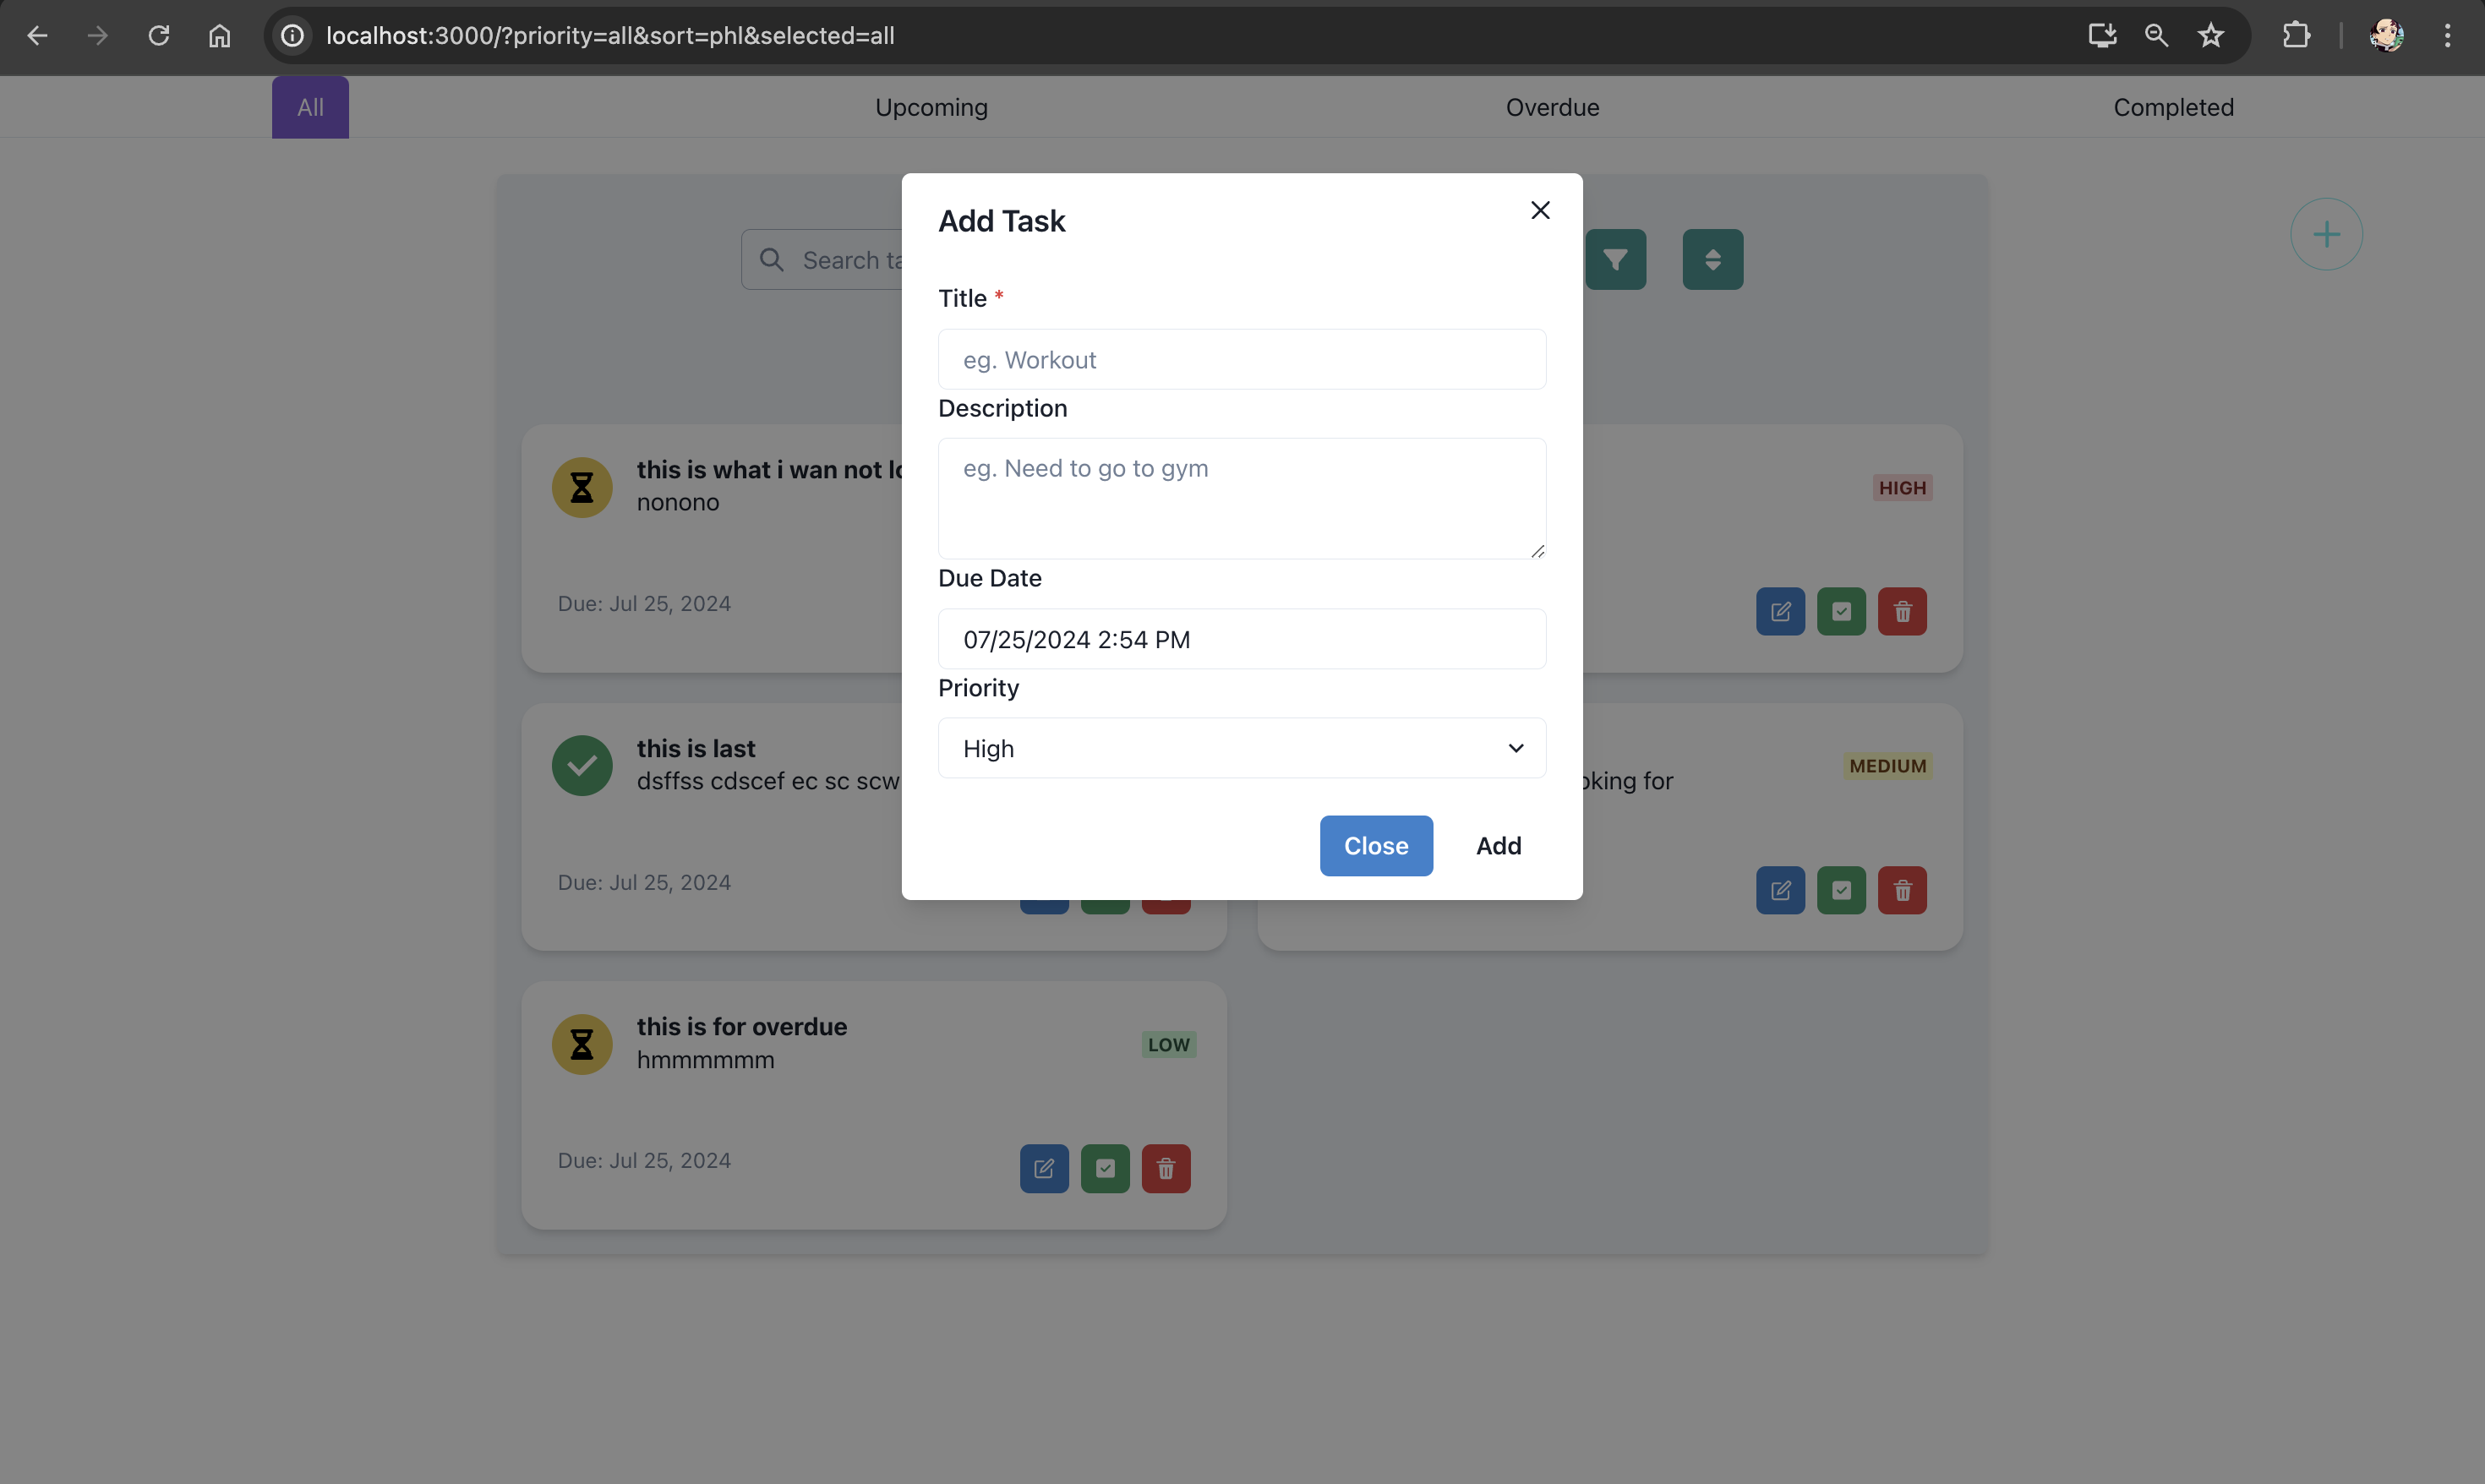 localhost:3000/?priority=all&sort=phl&selected=all
All
Upcoming
Overdue
Completed
Add Task
Search
Title *
eg. Workout
Description
eg. Need to go to gym
Due Date
07/25/2024 2:54 PM
Priority
High
Close
Add
this is what i wan not
nonono
HIGH
Due: Jul 25, 2024
this is last
dsffss cdscef ec sc scw
Due: Jul 25, 2024
MEDIUM
for
this is for overdue
hmmmmmm
LOW
Due: Jul 25, 2024